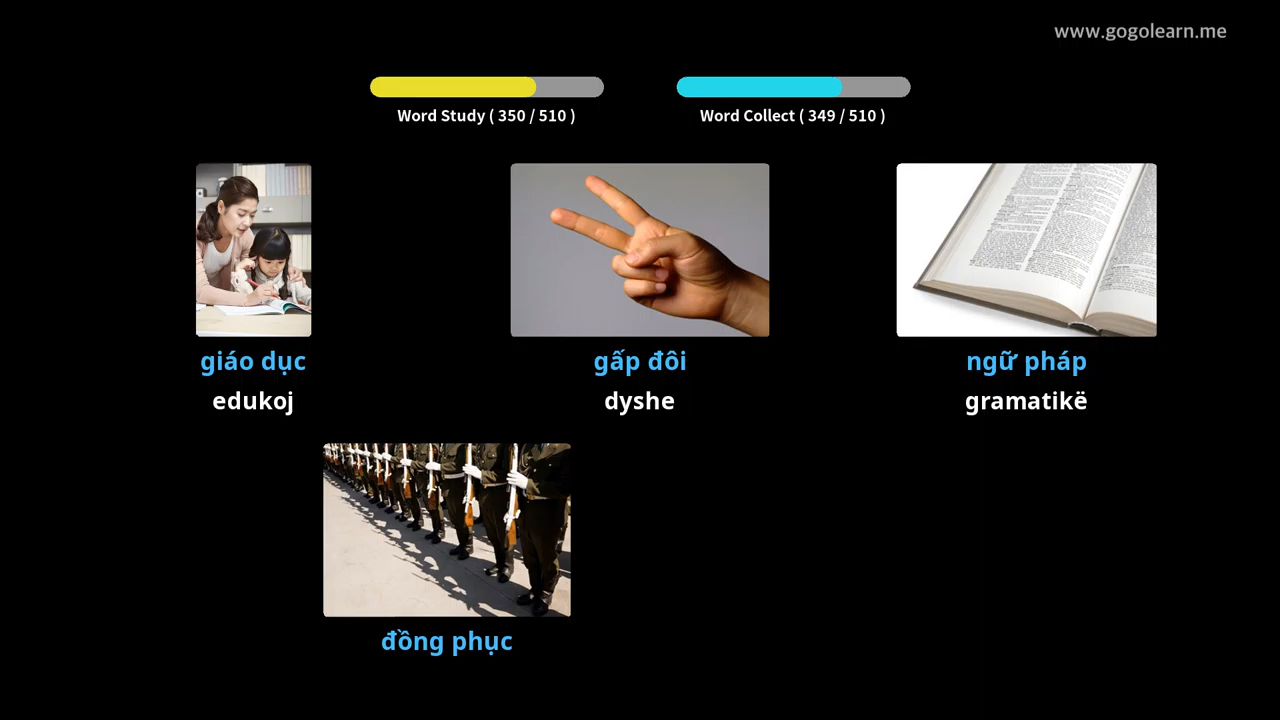 www.gogolearn.me
Word Study ( 350 / 510 )
Word Collect ( 349 / 510 )
giáo dục
edukoj
gấp đôi
dyshe
ngữ pháp
gramatikë
đồng phục